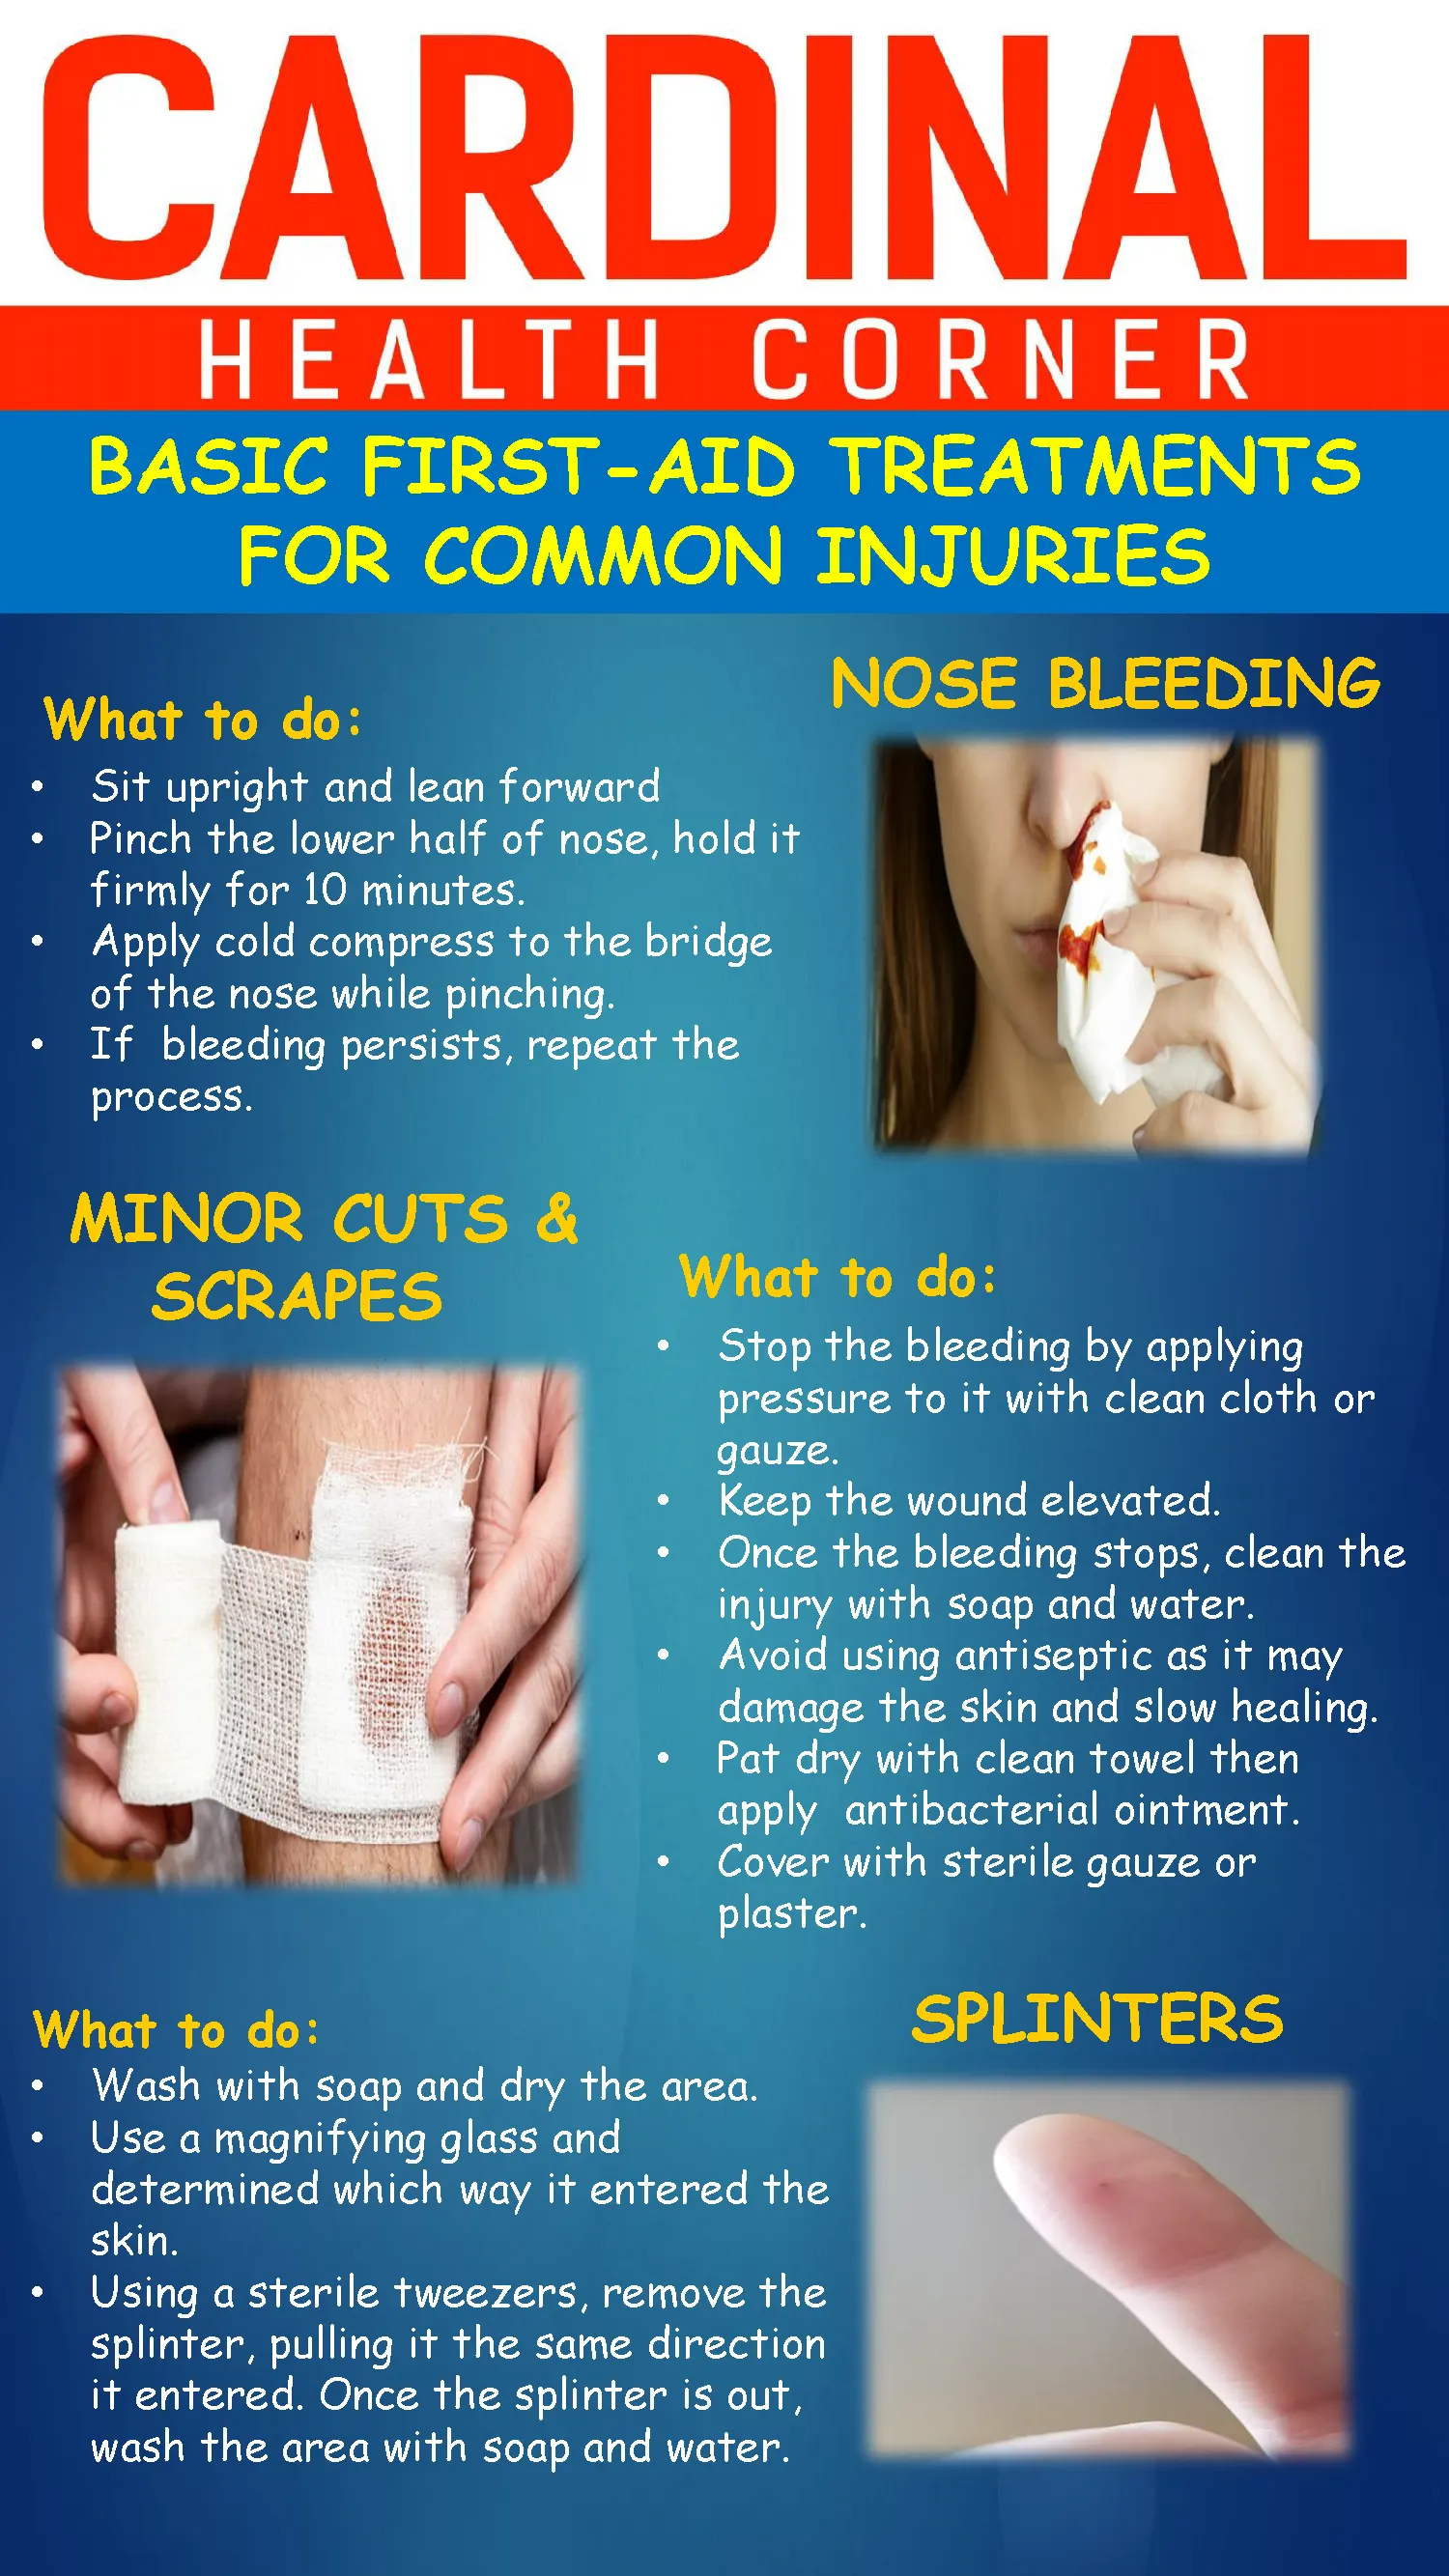 CARDINAL
HEALTH CORNER
BASIC FIRST-AID TREATMENTS
FOR COMMON INJURIES
NOSE BLEEDING
What to do:
• Sit upright and lean forward
• Pinch the lower half of nose, hold it
firmly for 10 minutes.
• Apply cold compress to the bridge
of the nose while pinching.
• If  bleeding persists, repeat the
process.
MINOR CUTS &
SCRAPES
What to do:
• Stop the bleeding by applying
pressure to it with clean cloth or
gauze.
• Keep the wound elevated.
• Once the bleeding stops, clean the
injury with soap and water.
• Avoid using antiseptic as it may
damage the skin and slow healing.
• Pat dry with clean towel then
apply  antibacterial ointment.
• Cover with sterile gauze or
plaster.
SPLINTERS
What to do:
• Wash with soap and dry the area.
• Use a magnifying glass and
determined which way it entered the
skin.
• Using a sterile tweezers, remove the
splinter, pulling it the same direction
it entered. Once the splinter is out,
wash the area with soap and water.